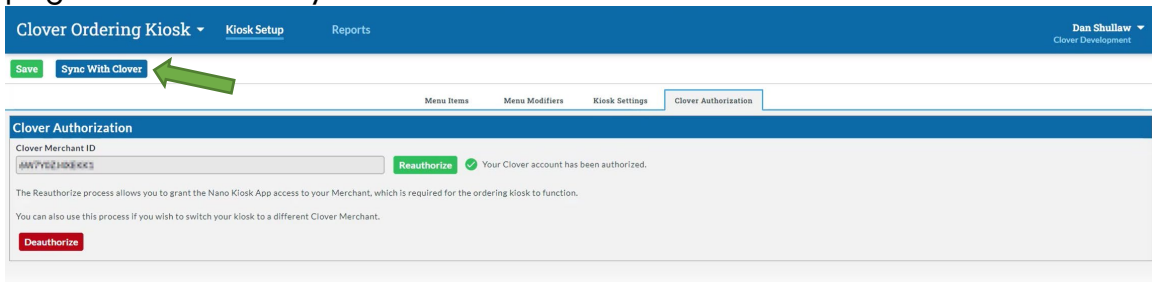 Clover Ordering Kiosk Kiosk Setup Reports Dan Shullaw
Clover Development
Save Sync With Clover
Menu Items Menu Modifiers Kiosk Settings Clover Authorization
Clover Authorization
Clover Merchant ID
Reauthorize Your Clover account has been authorized.
The Reauthorize process allows you to grant the Nano Kiosk App access to your Merchant, which is required for the ordering kiosk to function.
You can also use this process if you wish to switch your kiosk to a different Clover Merchant.
Deauthorize